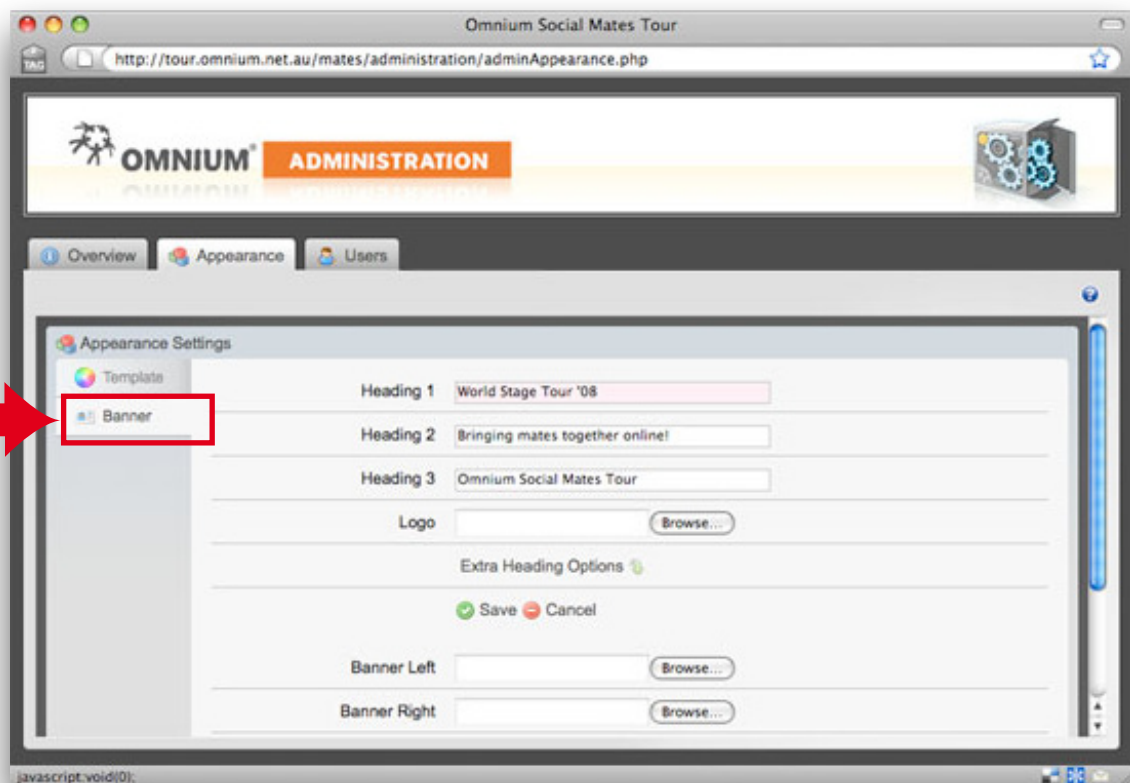 Omnium Social Mates Tour
TAG
http://tour.omnium.net.au/mates/administration/adminAppearance.php
OMNIUM® ADMINISTRATION
Overview Appearance Users
Appearance Settings
Template
Banner
Heading 1 World Stage Tour '08
Heading 2 Bringing mates together online!
Heading 3 Omnium Social Mates Tour
Logo Browse...
Extra Heading Options
Save Cancel
Banner Left Browse...
Banner Right Browse...
javascript:void(0);